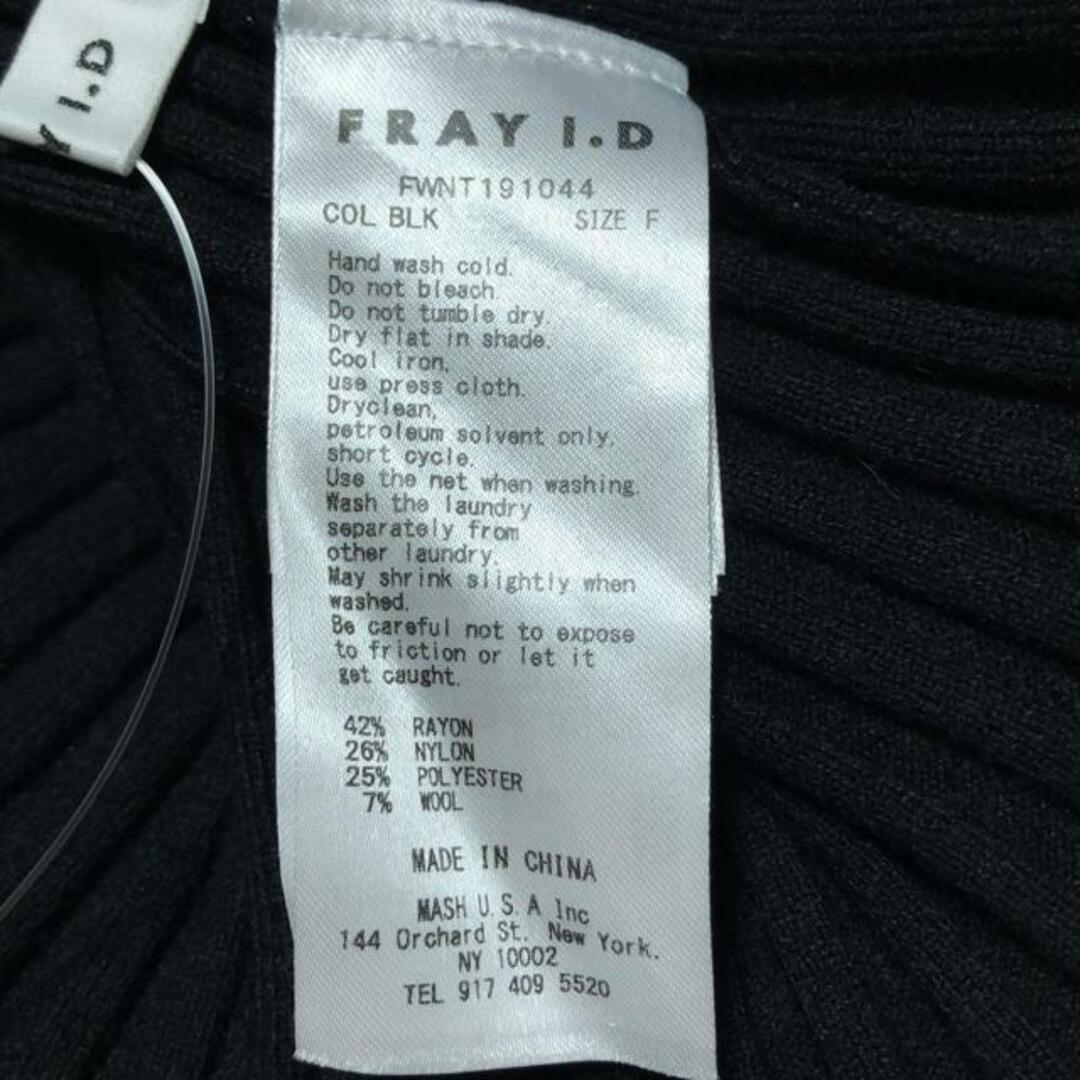 Y I.D
FRAY I.D
FWNT191044
COL BLK SIZE F
Hand wash cold.
Do not bleach.
Do not tumble dry.
Dry flat in shade.
Cool iron,
use press cloth.
Dryclean,
petroleum solvent only.
short cycle.
Use the net when washing.
Wash the laundry
separately from
other laundry.
May shrink slightly when
washed.
Be careful not to expose
to friction or let it
get caught.
42% RAYON
26% NYLON
25% POLYESTER
7% WOOL
MADE IN CHINA
MASH U.S.A Inc
144 Orchard St. New York.
NY 10002
TEL 917 409 5520